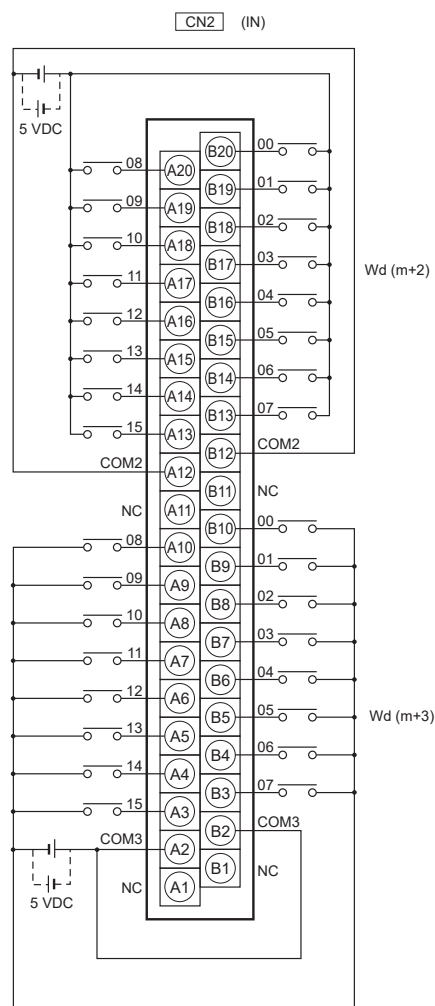 CN2 (IN)
5 VDC
B20 00
08 A20
B19 01
09 A19
B18 02
10 A18
B17 03
11 A17
Wd (m+2)
B16 04
12 A16
B15 05
13 A15
B14 06
14 A14
B13 07
15 A13
B12 COM2
COM2 A12
B11 NC
NC A11
B10 00
08 A10
B9 01
09 A9
B8 02
10 A8
B7 03
11 A7
B6 04
12 A6
B5 05
Wd (m+3)
13 A5
B4 06
14 A4
B3 07
15 A3
B2 COM3
COM3 A2
B1 NC
NC A1
5 VDC